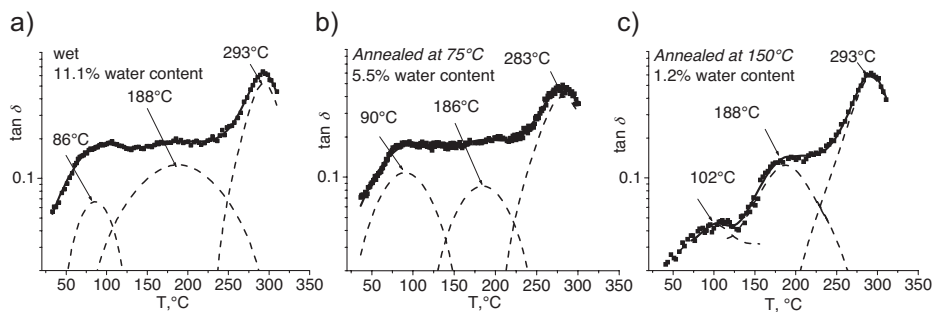 a)
wet
11.1% water content
293°C
188°C
86°C
tan δ
0.1
50 100 150 200 250 300 350
T,°C
b)
Annealed at 75°C
5.5% water content
283°C
186°C
90°C
tan δ
0.1
50 100 150 200 250 300 350
T,°C
c)
Annealed at 150°C
1.2% water content
293°C
188°C
102°C
tan δ
0.1
50 100 150 200 250 300 350
T, °C